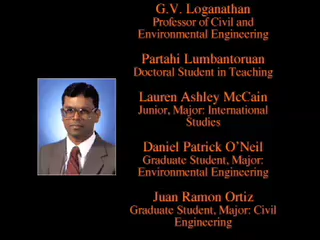 G.V. Loganathan
Professor of Civil and
Environmental Engineering
Partahi Lumbantoruan
Doctoral Student in Teaching
Lauren Ashley McCain
Junior, Major: International
Studies
Daniel Patrick O'Neil
Graduate Student, Major:
Environmental Engineering
Juan Ramon Ortiz
Graduate Student, Major: Civil
Engineering